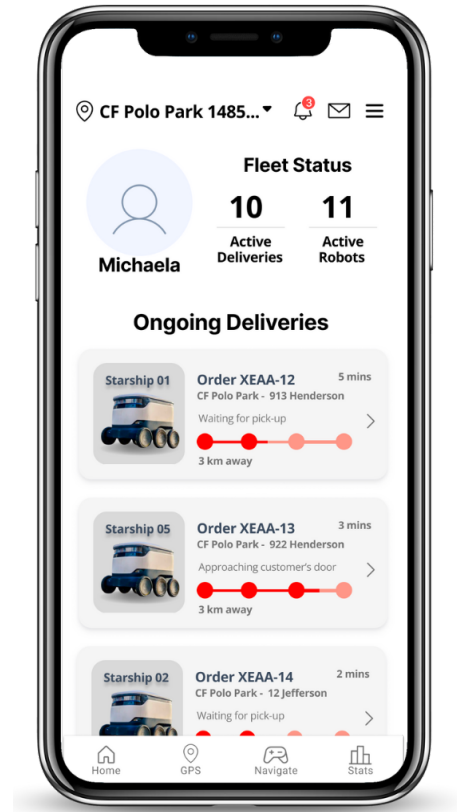 CF Polo Park 1485...
3
Fleet Status
10
11
Active
Deliveries
Active
Robots
Michaela
Ongoing Deliveries
Starship 01
Order XEAA-12
5 mins
CF Polo Park - 913 Henderson
Waiting for pick-up
3 km away
Starship 05
Order XEAA-13
3 mins
CF Polo Park - 922 Henderson
Approaching customer's door
3 km away
Starship 02
Order XEAA-14
2 mins
CF Polo Park - 12 Jefferson
Waiting for pick-up
Home
GPS
Navigate
Stats